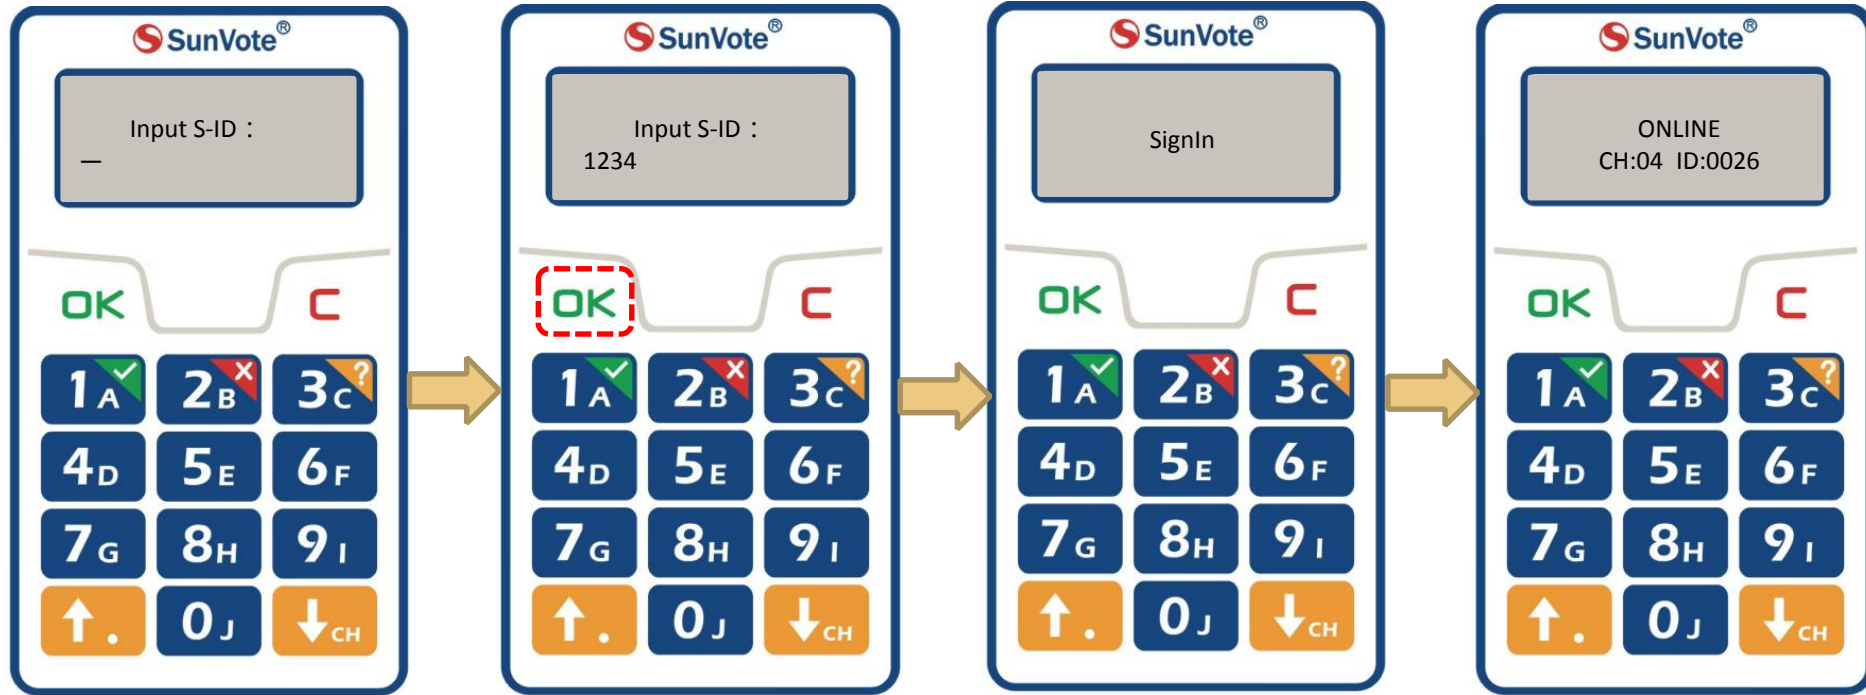 SunVote®
Input S-ID：
—
OK C
1A 2B 3C ?
4D 5E 6F
7G 8H 9I
. 0J CH
SunVote®
Input S-ID：
1234
OK C
1A 2B 3C ?
4D 5E 6F
7G 8H 9I
. 0J CH
SunVote®
SignIn
OK C
1A 2B 3C ?
4D 5E 6F
7G 8H 9I
. 0J CH
SunVote®
ONLINE
CH:04 ID:0026
OK C
1A 2B 3C ?
4D 5E 6F
7G 8H 9I
. 0J CH